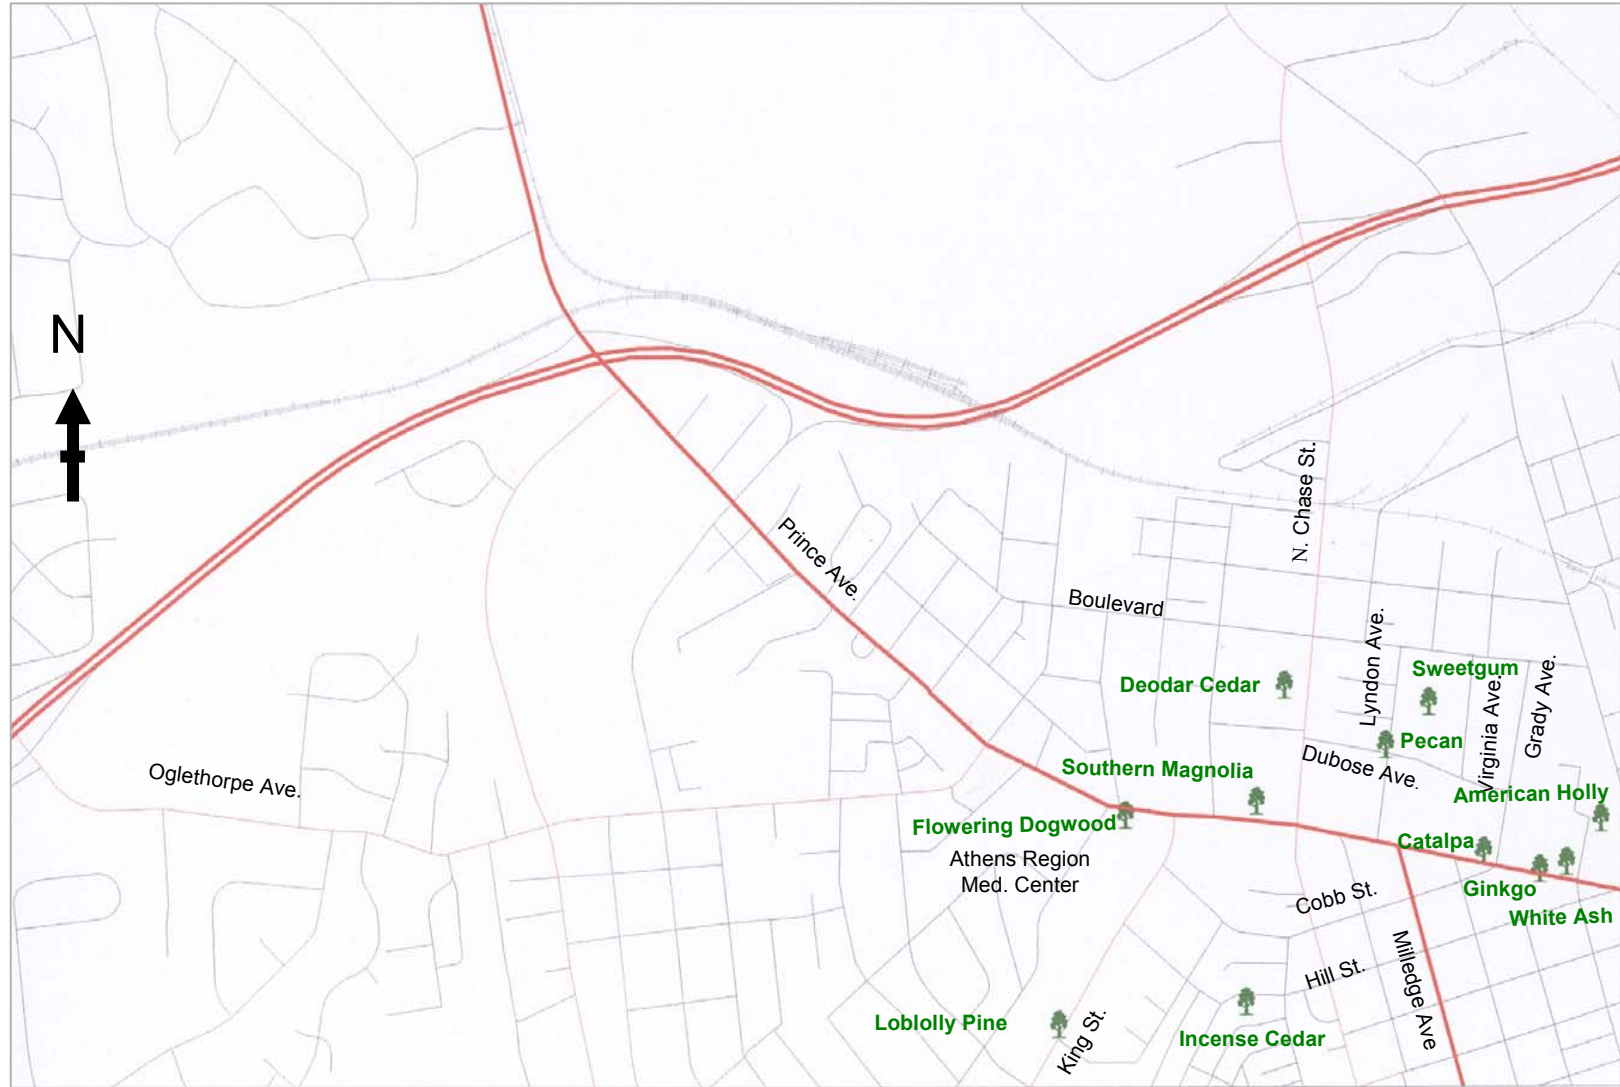 N
N. Chase St.
Prince Ave.
Boulevard
Lyndon Ave.
Sweetgum
Deodar Cedar
Virginia Ave.
Grady Ave.
Pecan
Dubose Ave.
Southern Magnolia
Oglethorpe Ave.
American Holly
Flowering Dogwood
Catalpa
Athens Region
Med. Center
Ginkgo
Cobb St.
White Ash
Milledge Ave
Hill St.
Loblolly Pine
King St.
Incense Cedar